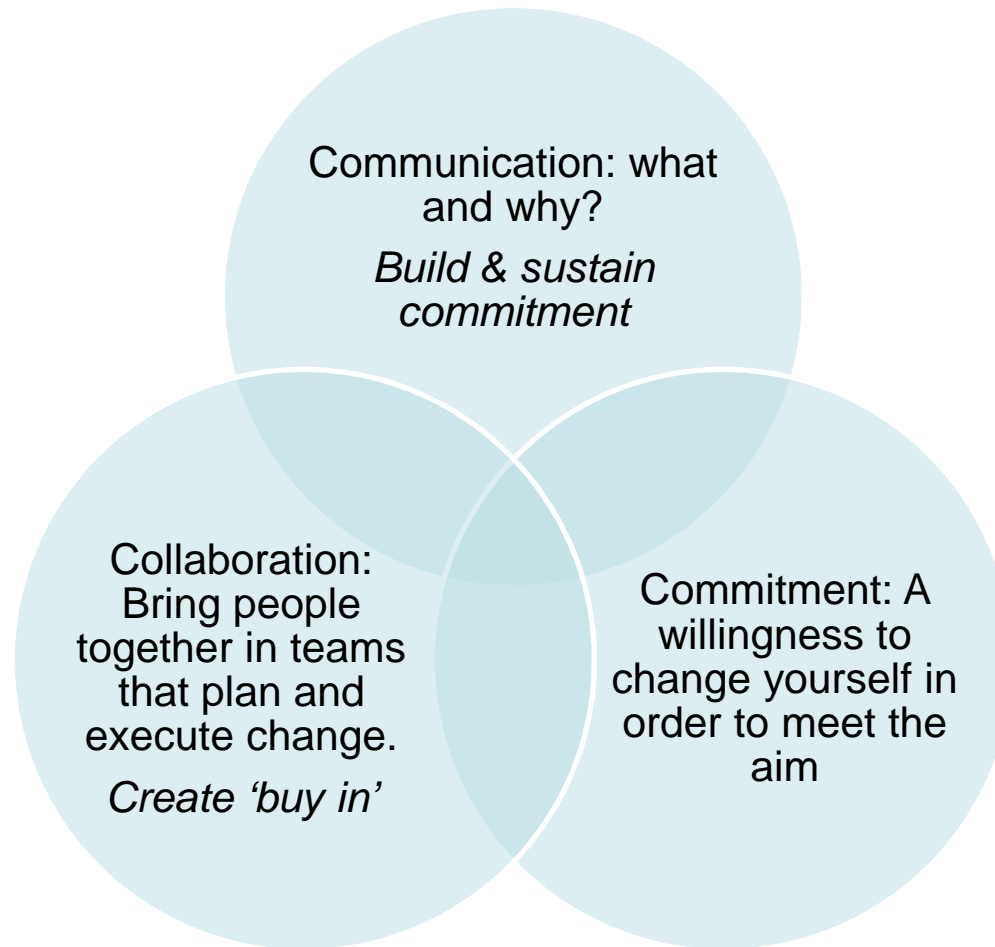 Communication: what
and why?
Build & sustain
commitment
Collaboration:
Bring people
together in teams
that plan and
execute change.
Create ‘buy in’
Commitment: A
willingness to
change yourself in
order to meet the
aim